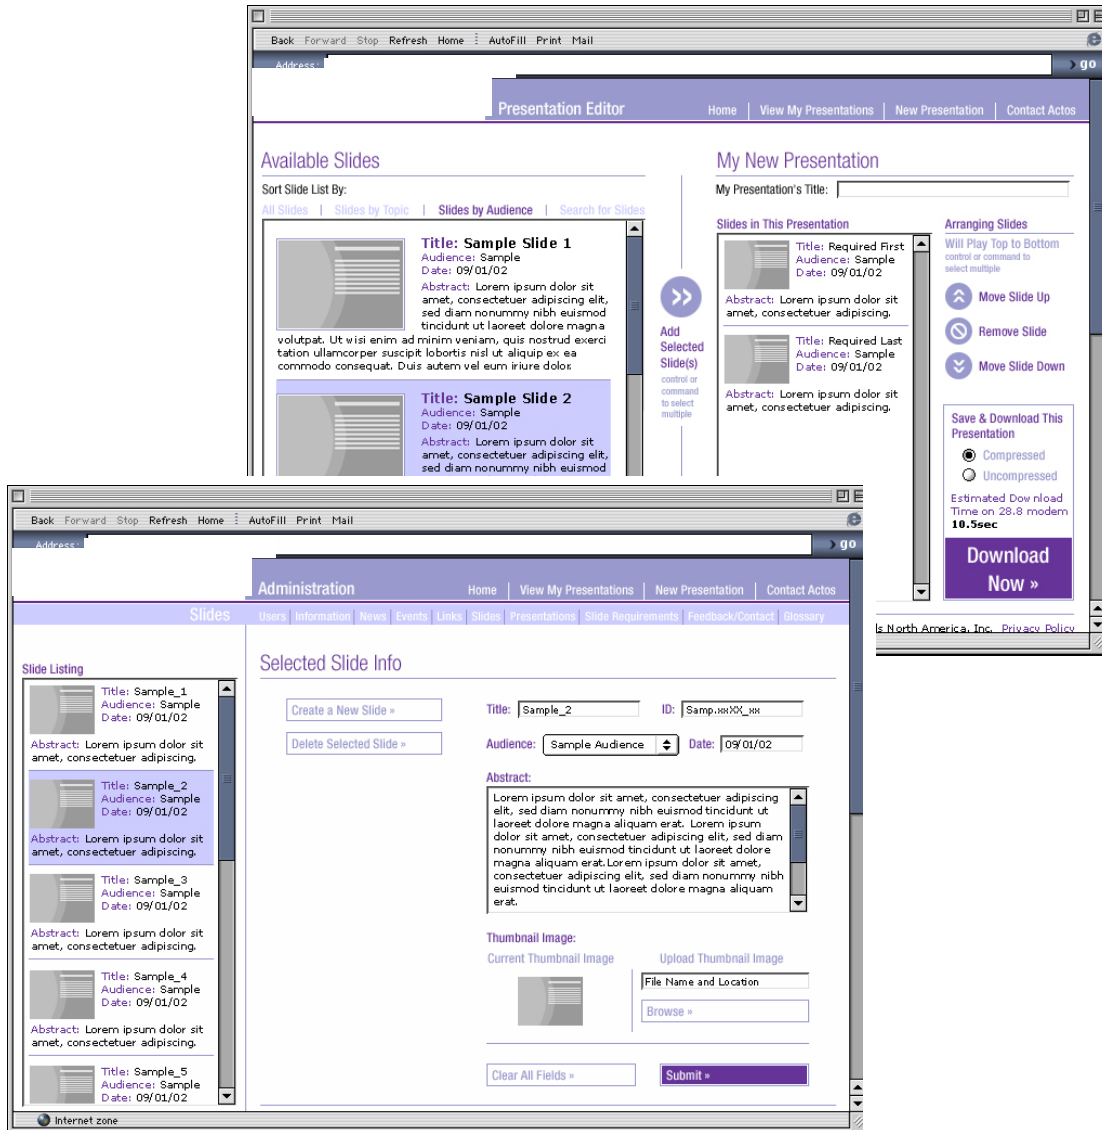 Back Forward Stop Refresh Home AutoFill Print Mail
Address: › go
Presentation Editor Home | View My Presentations | New Presentation | Contact Actos
Available Slides
Sort Slide List By:
All Slides | Slides by Topic | Slides by Audience | Search for Slides
Title: Sample Slide 1
Audience: Sample
Date: 09/01/02
Abstract: Lorem ipsum dolor sit
amet, consectetuer adipiscing elit,
sed diam nonummy nibh euismod
tincidunt ut laoreet dolore magna
volutpat. Ut wisi enim ad minim veniam, quis nostrud exerci
tation ullamcorper suscipit lobortis nisl ut aliquip ex ea
commodo consequat. Duis autem vel eum iriure dolor
Title: Sample Slide 2
Audience: Sample
Date: 09/01/02
Abstract: Lorem ipsum dolor sit
amet, consectetuer adipiscing elit,
sed diam nonummy nibh euismod
Add
Selected
Slide(s)
control or
command
to select
multiple
My New Presentation
My Presentation's Title:
Slides in This Presentation
Title: Required First
Audience: Sample
Date: 09/01/02
Abstract: Lorem ipsum dolor sit
amet, consectetuer adipiscing.
Title: Required Last
Audience: Sample
Date: 09/01/02
Abstract: Lorem ipsum dolor sit
amet, consectetuer adipiscing.
Arranging Slides
Will Play Top to Bottom
control or command to
select multiple
Move Slide Up
Remove Slide
Move Slide Down
Save & Download This
Presentation
Compressed
Uncompressed
Estimated Download
Time on 28.8 modem
10.5sec
Download
Now »
ls North America, Inc. Privacy Policy
Back Forward Stop Refresh Home AutoFill Print Mail
Address: › go
Administration Home | View My Presentations | New Presentation | Contact Actos
Slides Users | Information | News | Events | Links | Slides | Presentations | Slide Requirements | Feedback/Contact | Glossary
Slide Listing
Title: Sample_1
Audience: Sample
Date: 09/01/02
Abstract: Lorem ipsum dolor sit
amet, consectetuer adipiscing.
Title: Sample_2
Audience: Sample
Date: 09/01/02
Abstract: Lorem ipsum dolor sit
amet, consectetuer adipiscing.
Title: Sample_3
Audience: Sample
Date: 09/01/02
Abstract: Lorem ipsum dolor sit
amet, consectetuer adipiscing.
Title: Sample_4
Audience: Sample
Date: 09/01/02
Abstract: Lorem ipsum dolor sit
amet, consectetuer adipiscing.
Title: Sample_5
Audience: Sample
Date: 09/01/02
Selected Slide Info
Create a New Slide »
Delete Selected Slide »
Title: Sample_2 ID: Samp.xxXX_xx
Audience: Sample Audience Date: 09/01/02
Abstract:
Lorem ipsum dolor sit amet, consectetuer adipiscing
elit, sed diam nonummy nibh euismod tincidunt ut
laoreet dolore magna aliquam erat. Lorem ipsum
dolor sit amet, consectetuer adipiscing elit, sed diam
nonummy nibh euismod tincidunt ut laoreet dolore
magna aliquam erat.Lorem ipsum dolor sit amet,
consectetuer adipiscing elit, sed diam nonummy nibh
euismod tincidunt ut laoreet dolore magna aliquam
erat.
Thumbnail Image:
Current Thumbnail Image
Upload Thumbnail Image
File Name and Location
Browse »
Clear All Fields »
Submit »
Internet zone